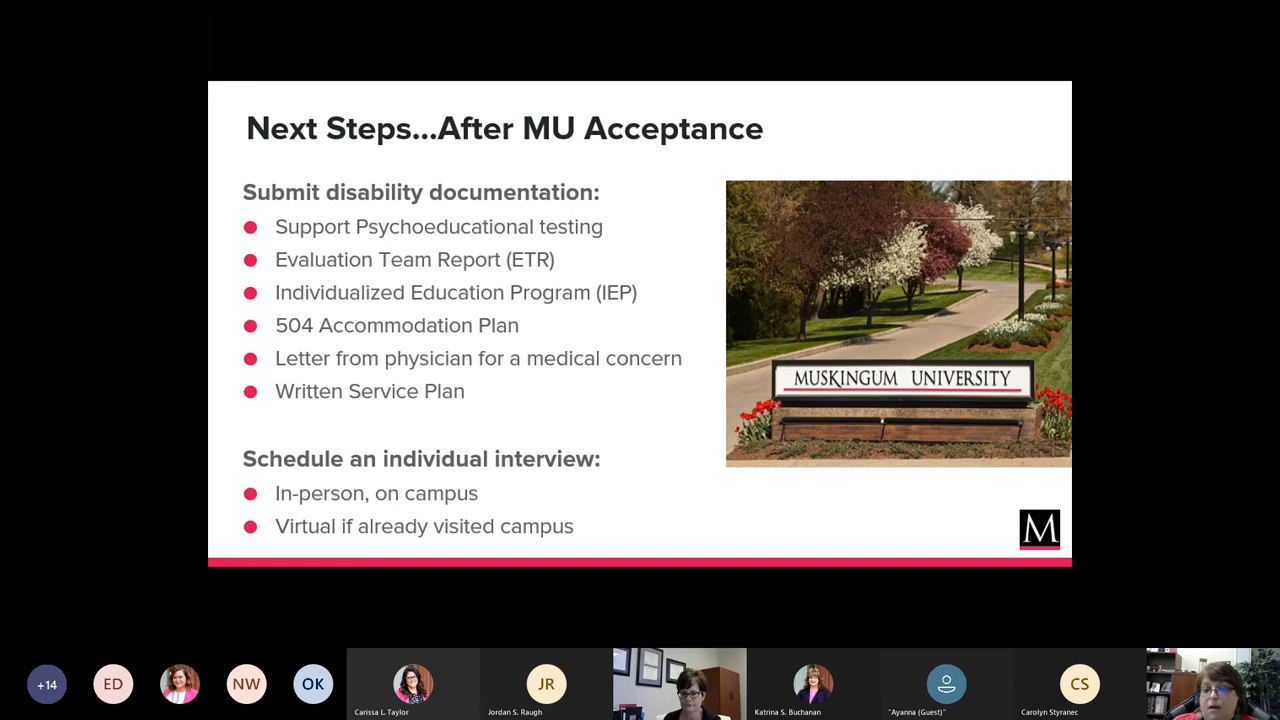 Next Steps...After MU Acceptance
Submit disability documentation:
Support Psychoeducational testing
Evaluation Team Report (ETR)
Individualized Education Program (IEP)
504 Accommodation Plan
Letter from physician for a medical concern
Written Service Plan
Schedule an individual interview:
In-person, on campus
Virtual if already visited campus
MUSKINGUM UNIVERSITY
M
+14
ED
NW
OK
Carissa L. Taylor
JR
Jordan S. Raugh
Katrina S. Buchanan
"Ayanna (Guest)"
CS
Carolyn Styranec